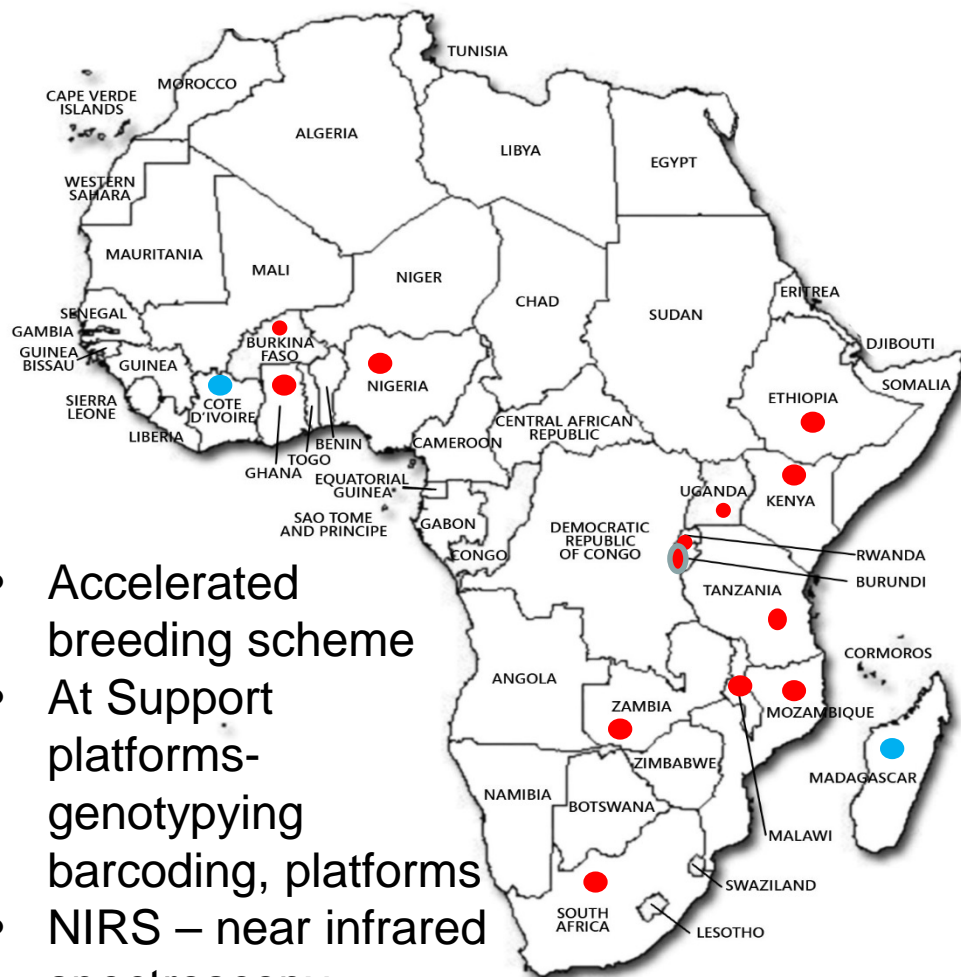 TUNISIA
MOROCCO
CAPE VERDE
ISLANDS
ALGERIA
LIBYA
EGYPT
WESTERN
SAHARA
MAURITANIA
MALI
NIGER
CHAD
SUDAN
ERITREA
SENEGAL
GAMBIA
GUINEA
BISSAU
GUINEA
BURKINA
FASO
NIGERIA
DJIBOUTI
SOMALIA
ETHIOPIA
SIERRA
LEONE
COTE
D'IVOIRE
LIBERIA
BENIN
TOGO
GHANA
CAMEROON
CENTRAL AFRICAN
REPUBLIC
EQUATORIAL
GUINEA
UGANDA
KENYA
SAO TOME
AND PRINCIPE
GABON
CONGO
DEMOCRATIC
REPUBLIC
OF CONGO
RWANDA
BURUNDI
TANZANIA
CORMOROS
ANGOLA
ZAMBIA
MOZAMBIQUE
ZIMBABWE
MADAGASCAR
NAMIBIA
BOTSWANA
MALAWI
SWAZILAND
SOUTH
AFRICA
LESOTHO
• Accelerated
breeding scheme
• At Support
platforms-
genotypying
barcoding, platforms
• NIRS – near infrared